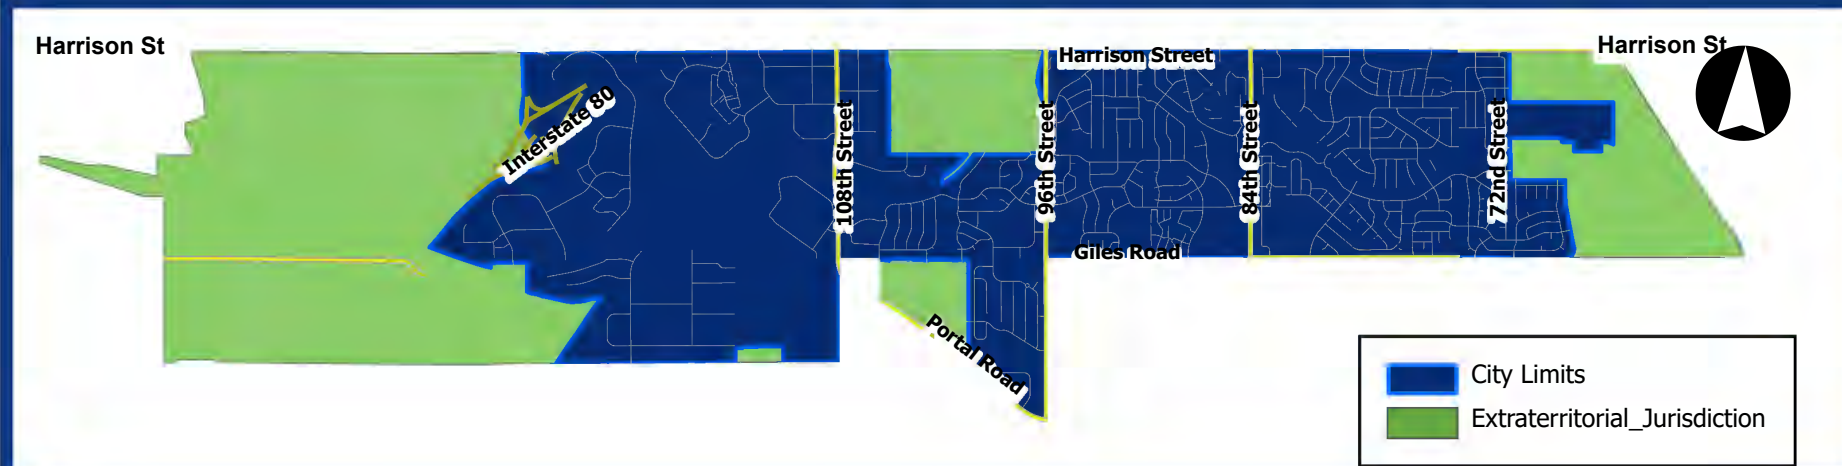 Harrison St
Harrison St
Harrison Street
Interstate 80
108th Street
96th Street
84th Street
72nd Street
Giles Road
Portal Road
City Limits
Extraterritorial_Jurisdiction